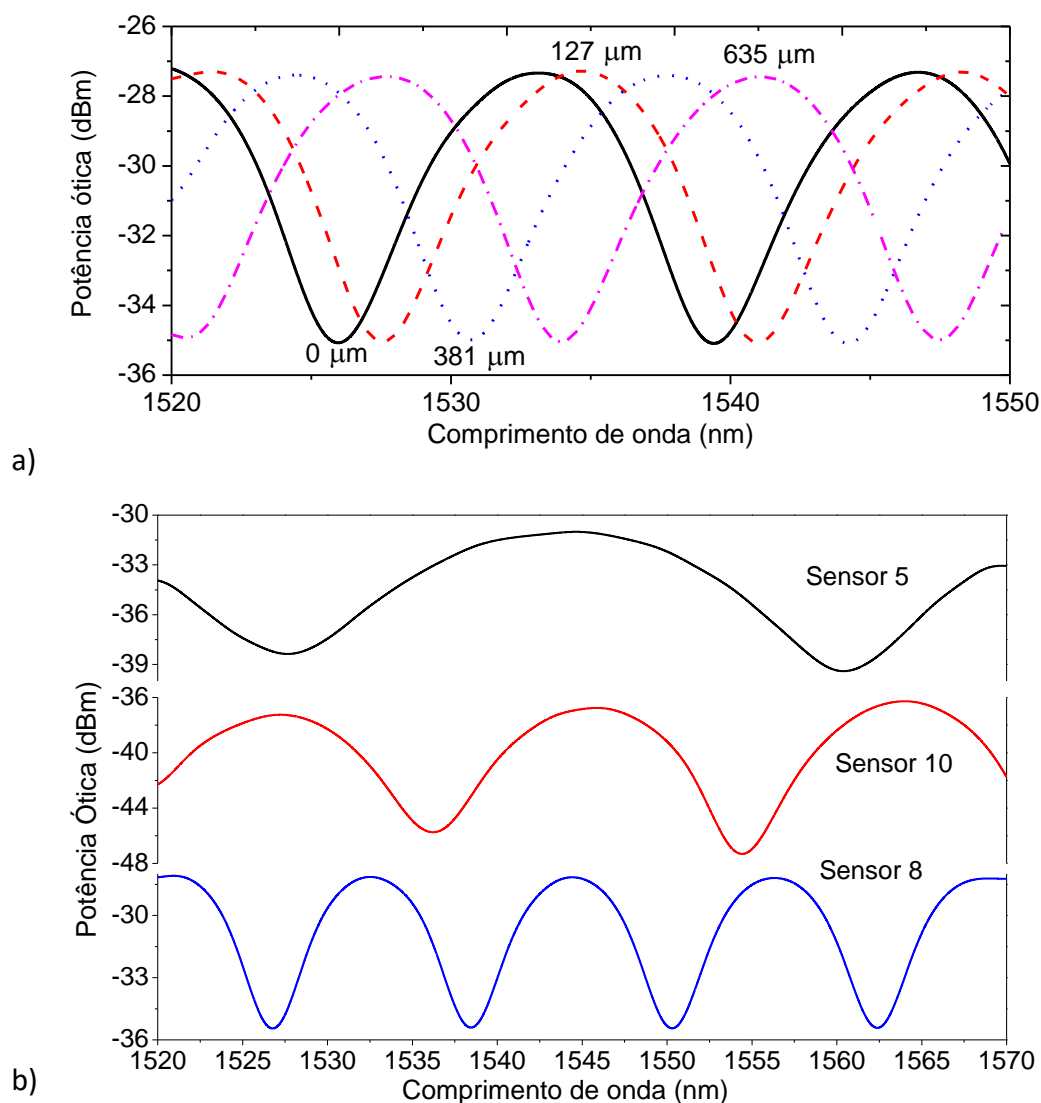 -26
-28
-30
-32
-34
-36
Potência ótica (dBm)
127 μm
635 μm
0 μm
381 μm
1520
1530
1540
1550
Comprimento de onda (nm)
a)
-30
-33
-36
-39
Sensor 5
-36
-40
-44
-48
Sensor 10
-30
-33
-36
Sensor 8
Potência Ótica (dBm)
1520 1525 1530 1535 1540 1545 1550 1555 1560 1565 1570
Comprimento de onda (nm)
b)